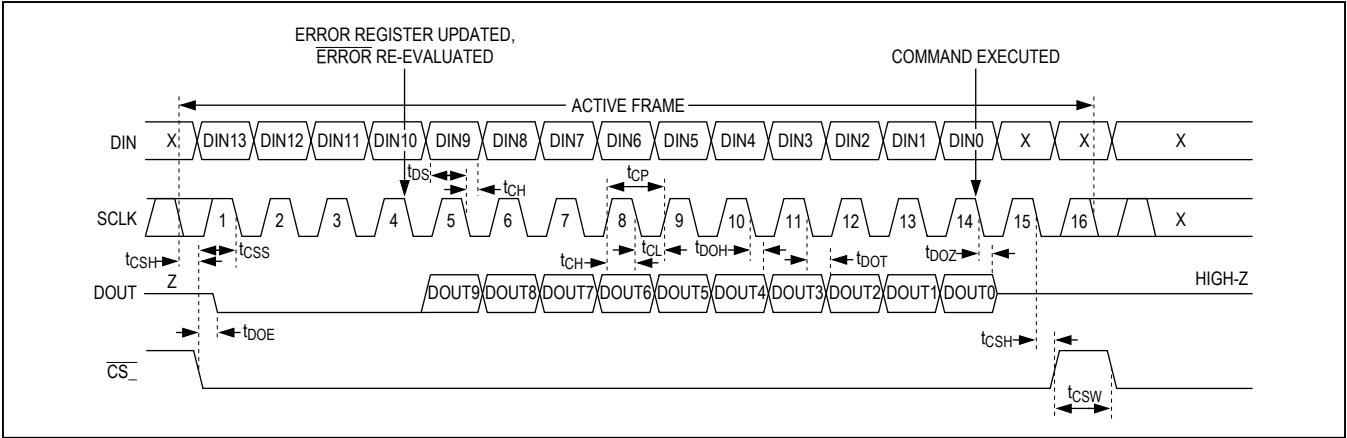 ERROR REGISTER UPDATED,
ERROR RE-EVALUATED
COMMAND EXECUTED
ACTIVE FRAME
DIN X DIN13 DIN12 DIN11 DIN10 DIN9 DIN8 DIN7 DIN6 DIN5 DIN4 DIN3 DIN2 DIN1 DIN0 X X X
tDS tCH tCP
SCLK 1 2 3 4 5 6 7 8 9 10 11 12 13 14 15 16 X
tCSH tCSS tCH tCL tDOH tDOT tDOZ
DOUT Z DOUT9 DOUT8 DOUT7 DOUT6 DOUT5 DOUT4 DOUT3 DOUT2 DOUT1 DOUT0 HIGH-Z
tDOE tCSH
CS_
tCSW